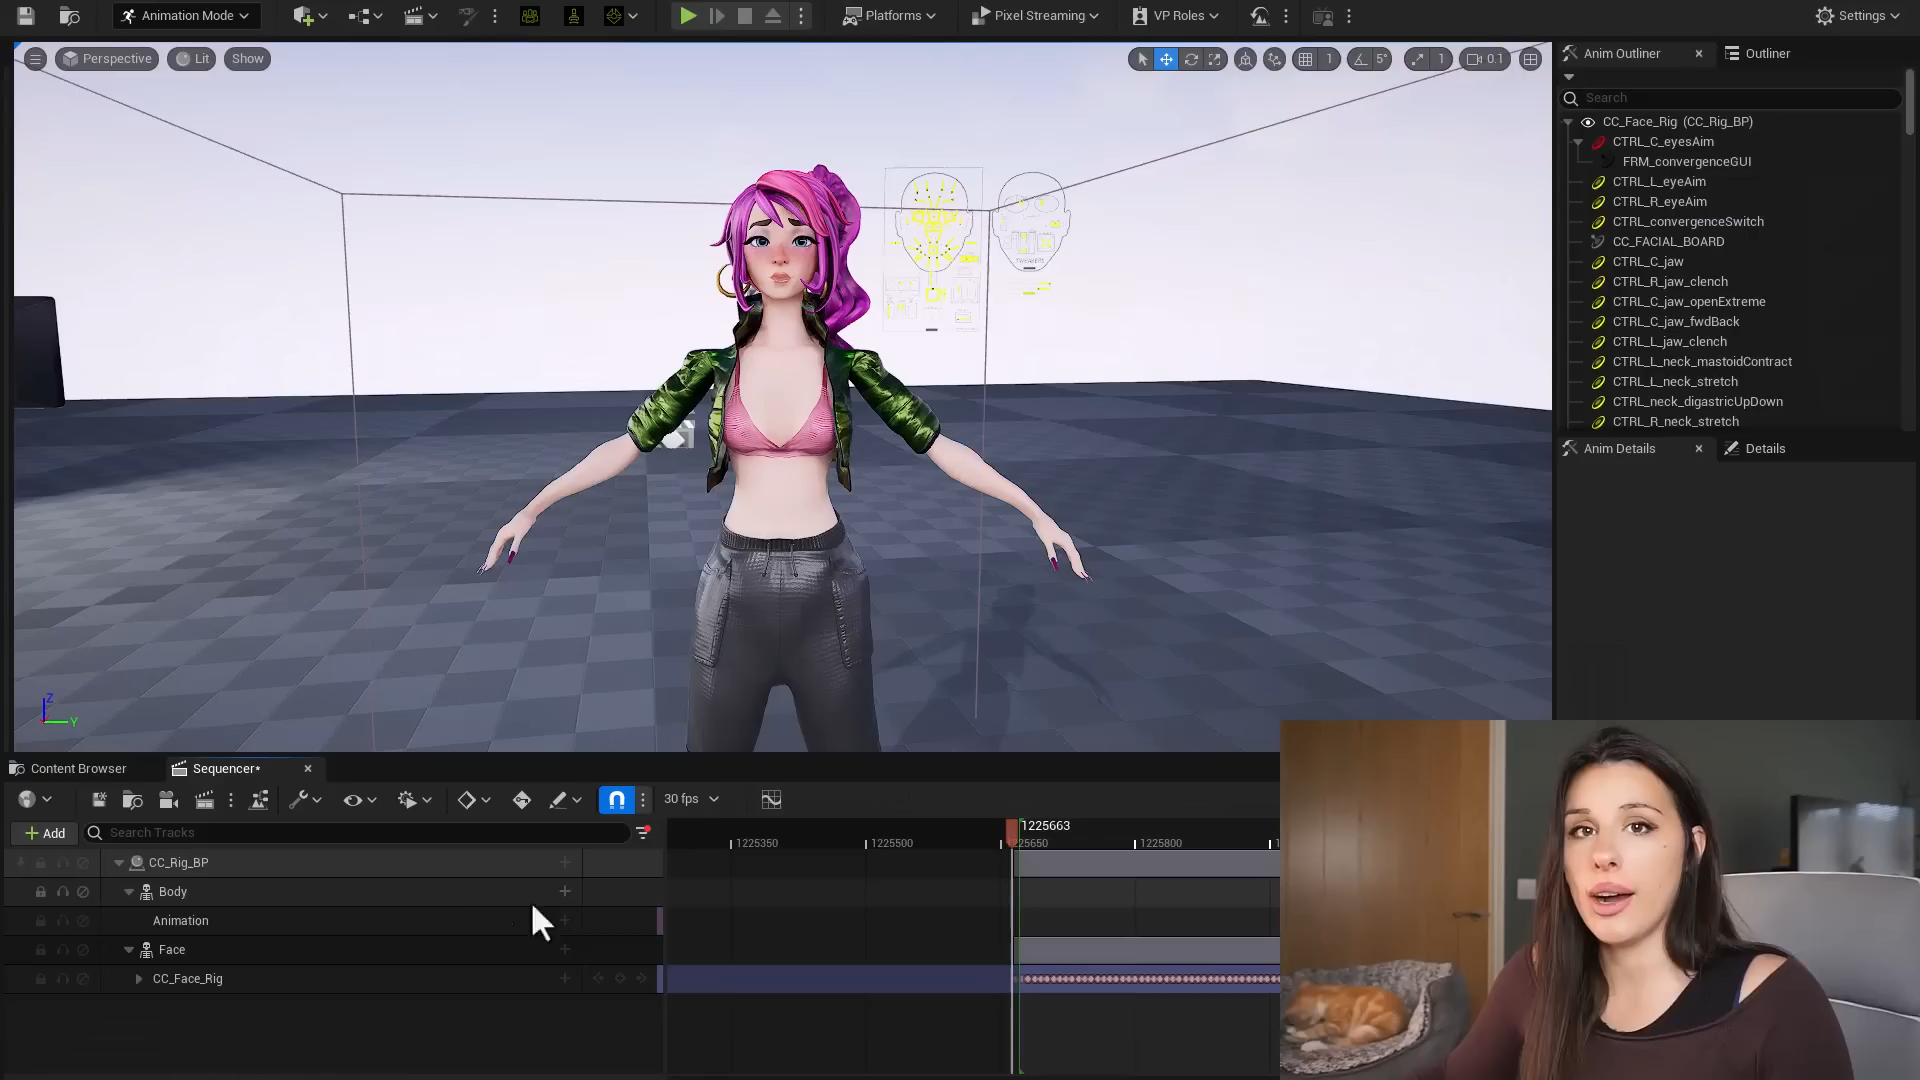 Animation Mode
Platforms
Pixel Streaming
VP Roles
Settings
Perspective
Lit
Show
1
5°
1
0.1
Anim Outliner
Outliner
Search
CC_Face_Rig (CC_Rig_BP)
CTRL_C_eyesAim
FRM_convergenceGUI
CTRL_L_eyeAim
CTRL_R_eyeAim
CTRL_convergenceSwitch
CC_FACIAL_BOARD
CTRL_C_jaw
CTRL_R_jaw_clench
CTRL_C_jaw_openExtreme
CTRL_C_jaw_fwdBack
CTRL_L_jaw_clench
CTRL_L_neck_mastoidContract
CTRL_L_neck_stretch
CTRL_neck_digastricUpDown
CTRL_R_neck_stretch
Anim Details
Details
TWEAKERS
Z
Y
Content Browser
Sequencer*
30 fps
Add
Search Tracks
1225663
1225350
1225500
1225800
CC_Rig_BP
Body
Animation
Face
CC_Face_Rig